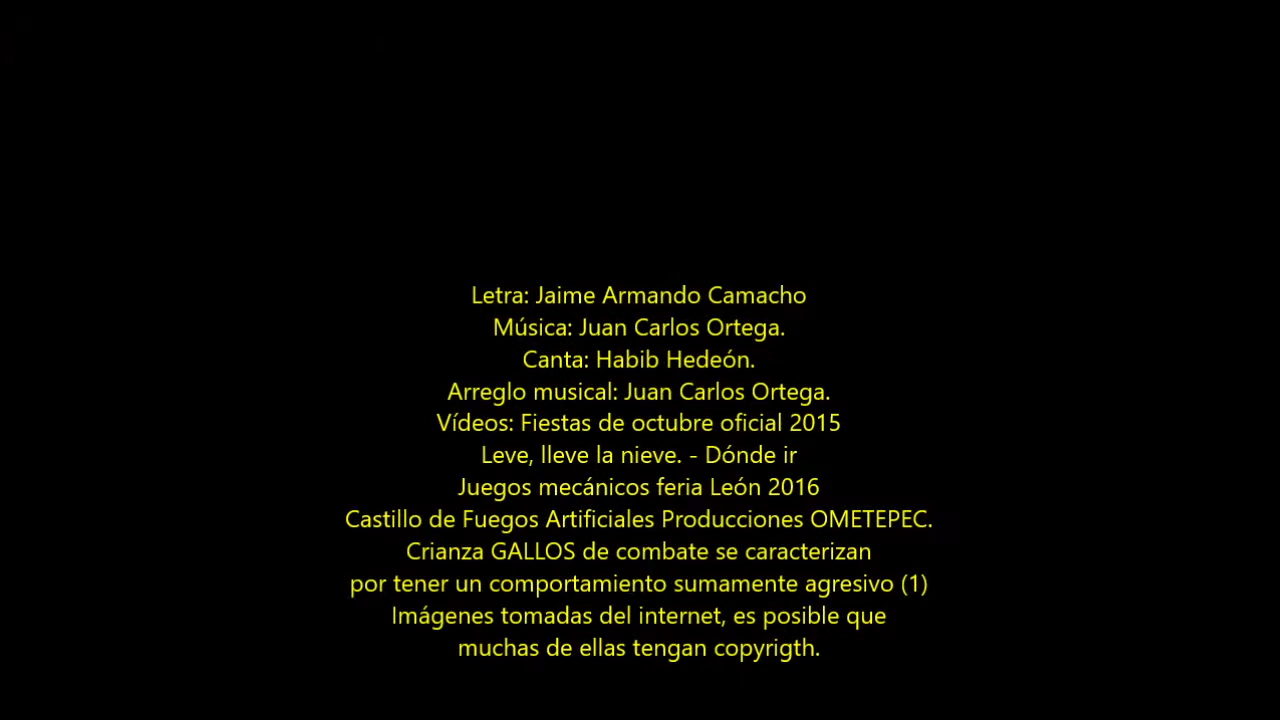 Letra: Jaime Armando Camacho
Música: Juan Carlos Ortega.
Canta: Habib Hedeón.
Arreglo musical: Juan Carlos Ortega.
Vídeos: Fiestas de octubre oficial 2015
Leve, lleve la nieve. - Dónde ir
Juegos mecánicos feria León 2016
Castillo de Fuegos Artificiales Producciones OMETEPEC.
Crianza GALLOS de combate se caracterizan
por tener un comportamiento sumamente agresivo (1)
Imágenes tomadas del internet, es posible que
muchas de ellas tengan copyrigth.